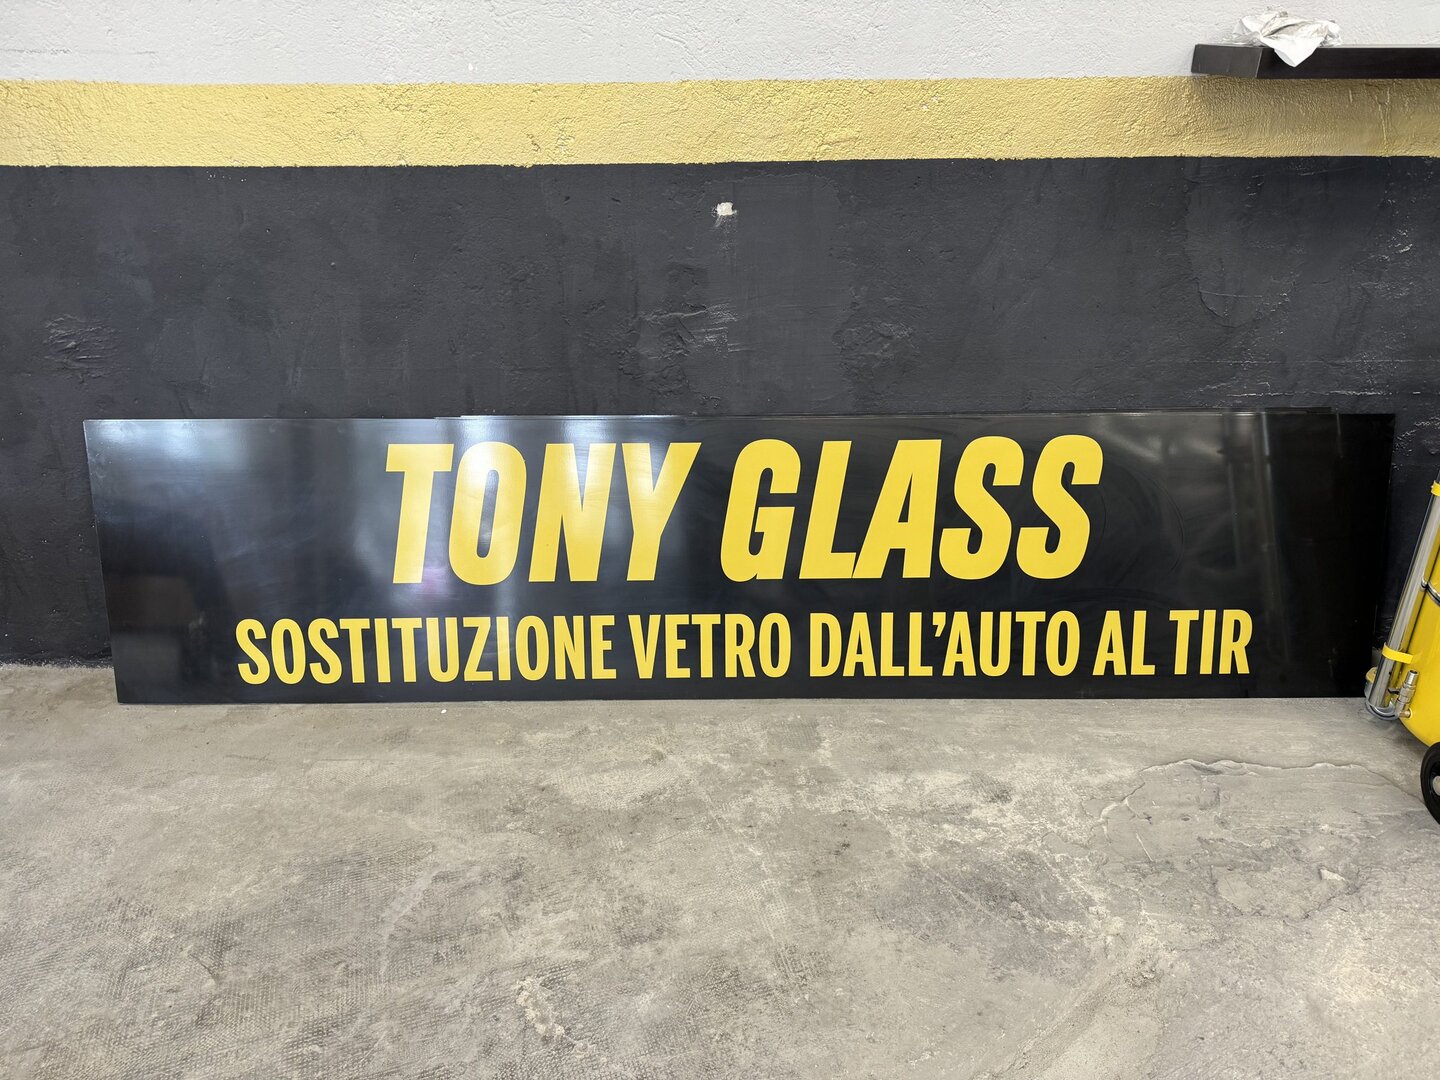 TONY GLASS
SOSTITUZIONE VETRO DALL'AUTO AL TIR